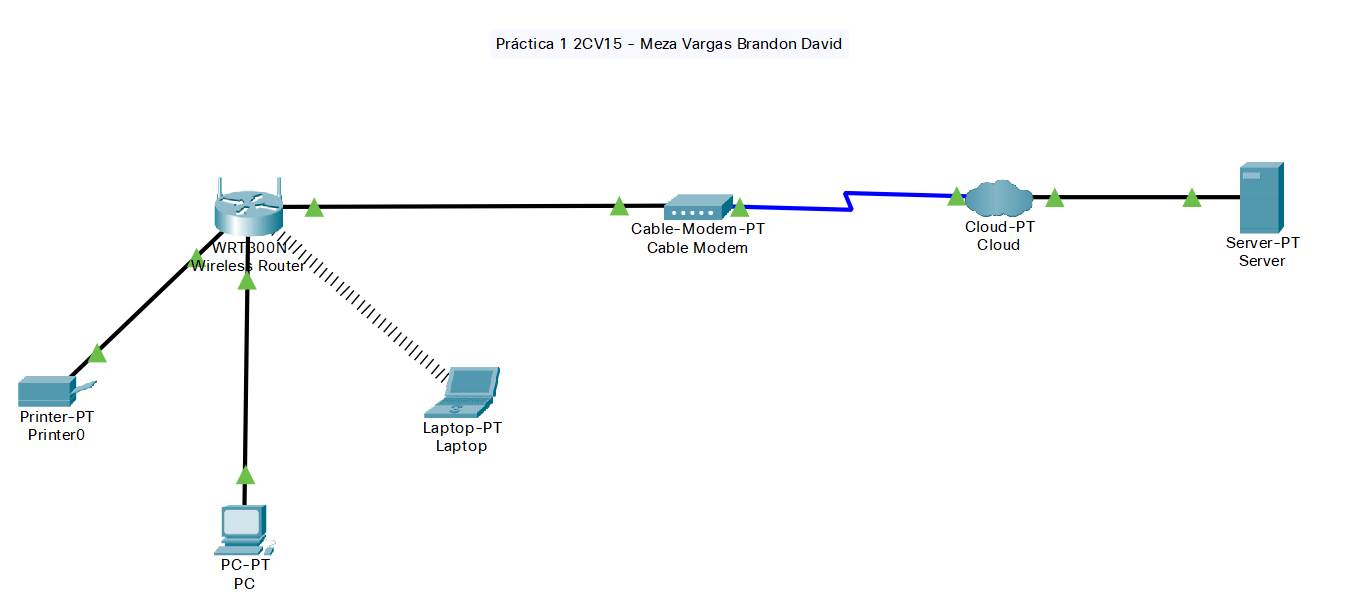 Práctica 1 2CV15 - Meza Vargas Brandon David
WRT300N
Wireless Router
Cable-Modem-PT
Cable Modem
Cloud-PT
Cloud
Server-PT
Server
Printer-PT
Printer0
Laptop-PT
Laptop
PC-PT
PC